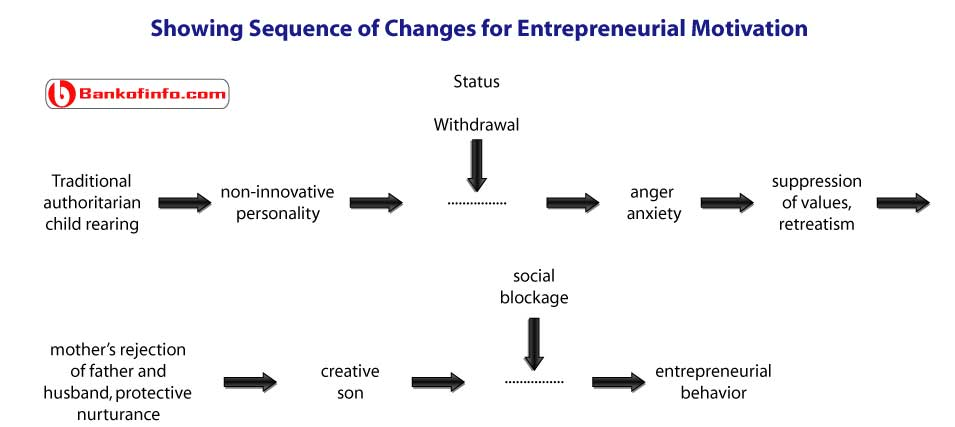 Showing Sequence of Changes for Entrepreneurial Motivation
Bankofinfo.com
Status
Withdrawal
Traditional
authoritarian
child rearing
non-innovative
personality
................
anger
anxiety
suppression
of values,
retreatism
social
blockage
mother’s rejection
of father and
husband, protective
nurturance
creative
son
................
entrepreneurial
behavior